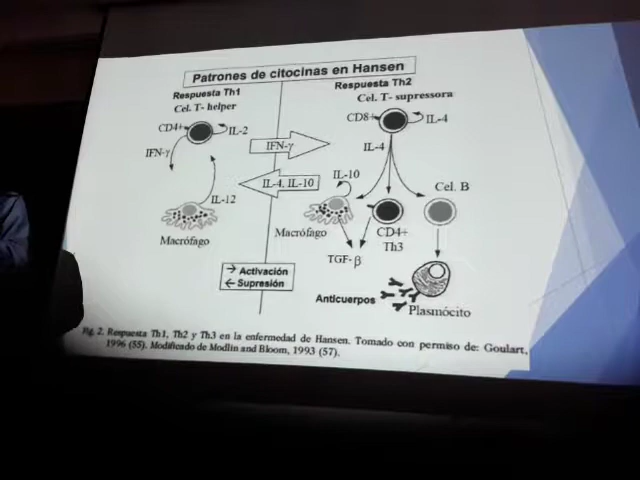 Patrones de citocinas en Hansen
Respuesta Th1
Cel. T- helper
CD4+
IL-2
IFN-γ
IL-12
Macrófago
IFN-γ
IL-4, IL-10
→ Activación
← Supresión
Respuesta Th2
Cel. T- supressora
CD8+
IL-4
IL-4
IL-10
Cel. B
Macrófago
CD4+
Th3
TGF-β
Anticuerpos
Plasmócito
Fig. 2. Respuesta Th1, Th2 y Th3 en la enfermedad de Hansen. Tomado con permiso de: Goulart,
1996 (55). Modificado de Modlin and Bloom, 1993 (57).